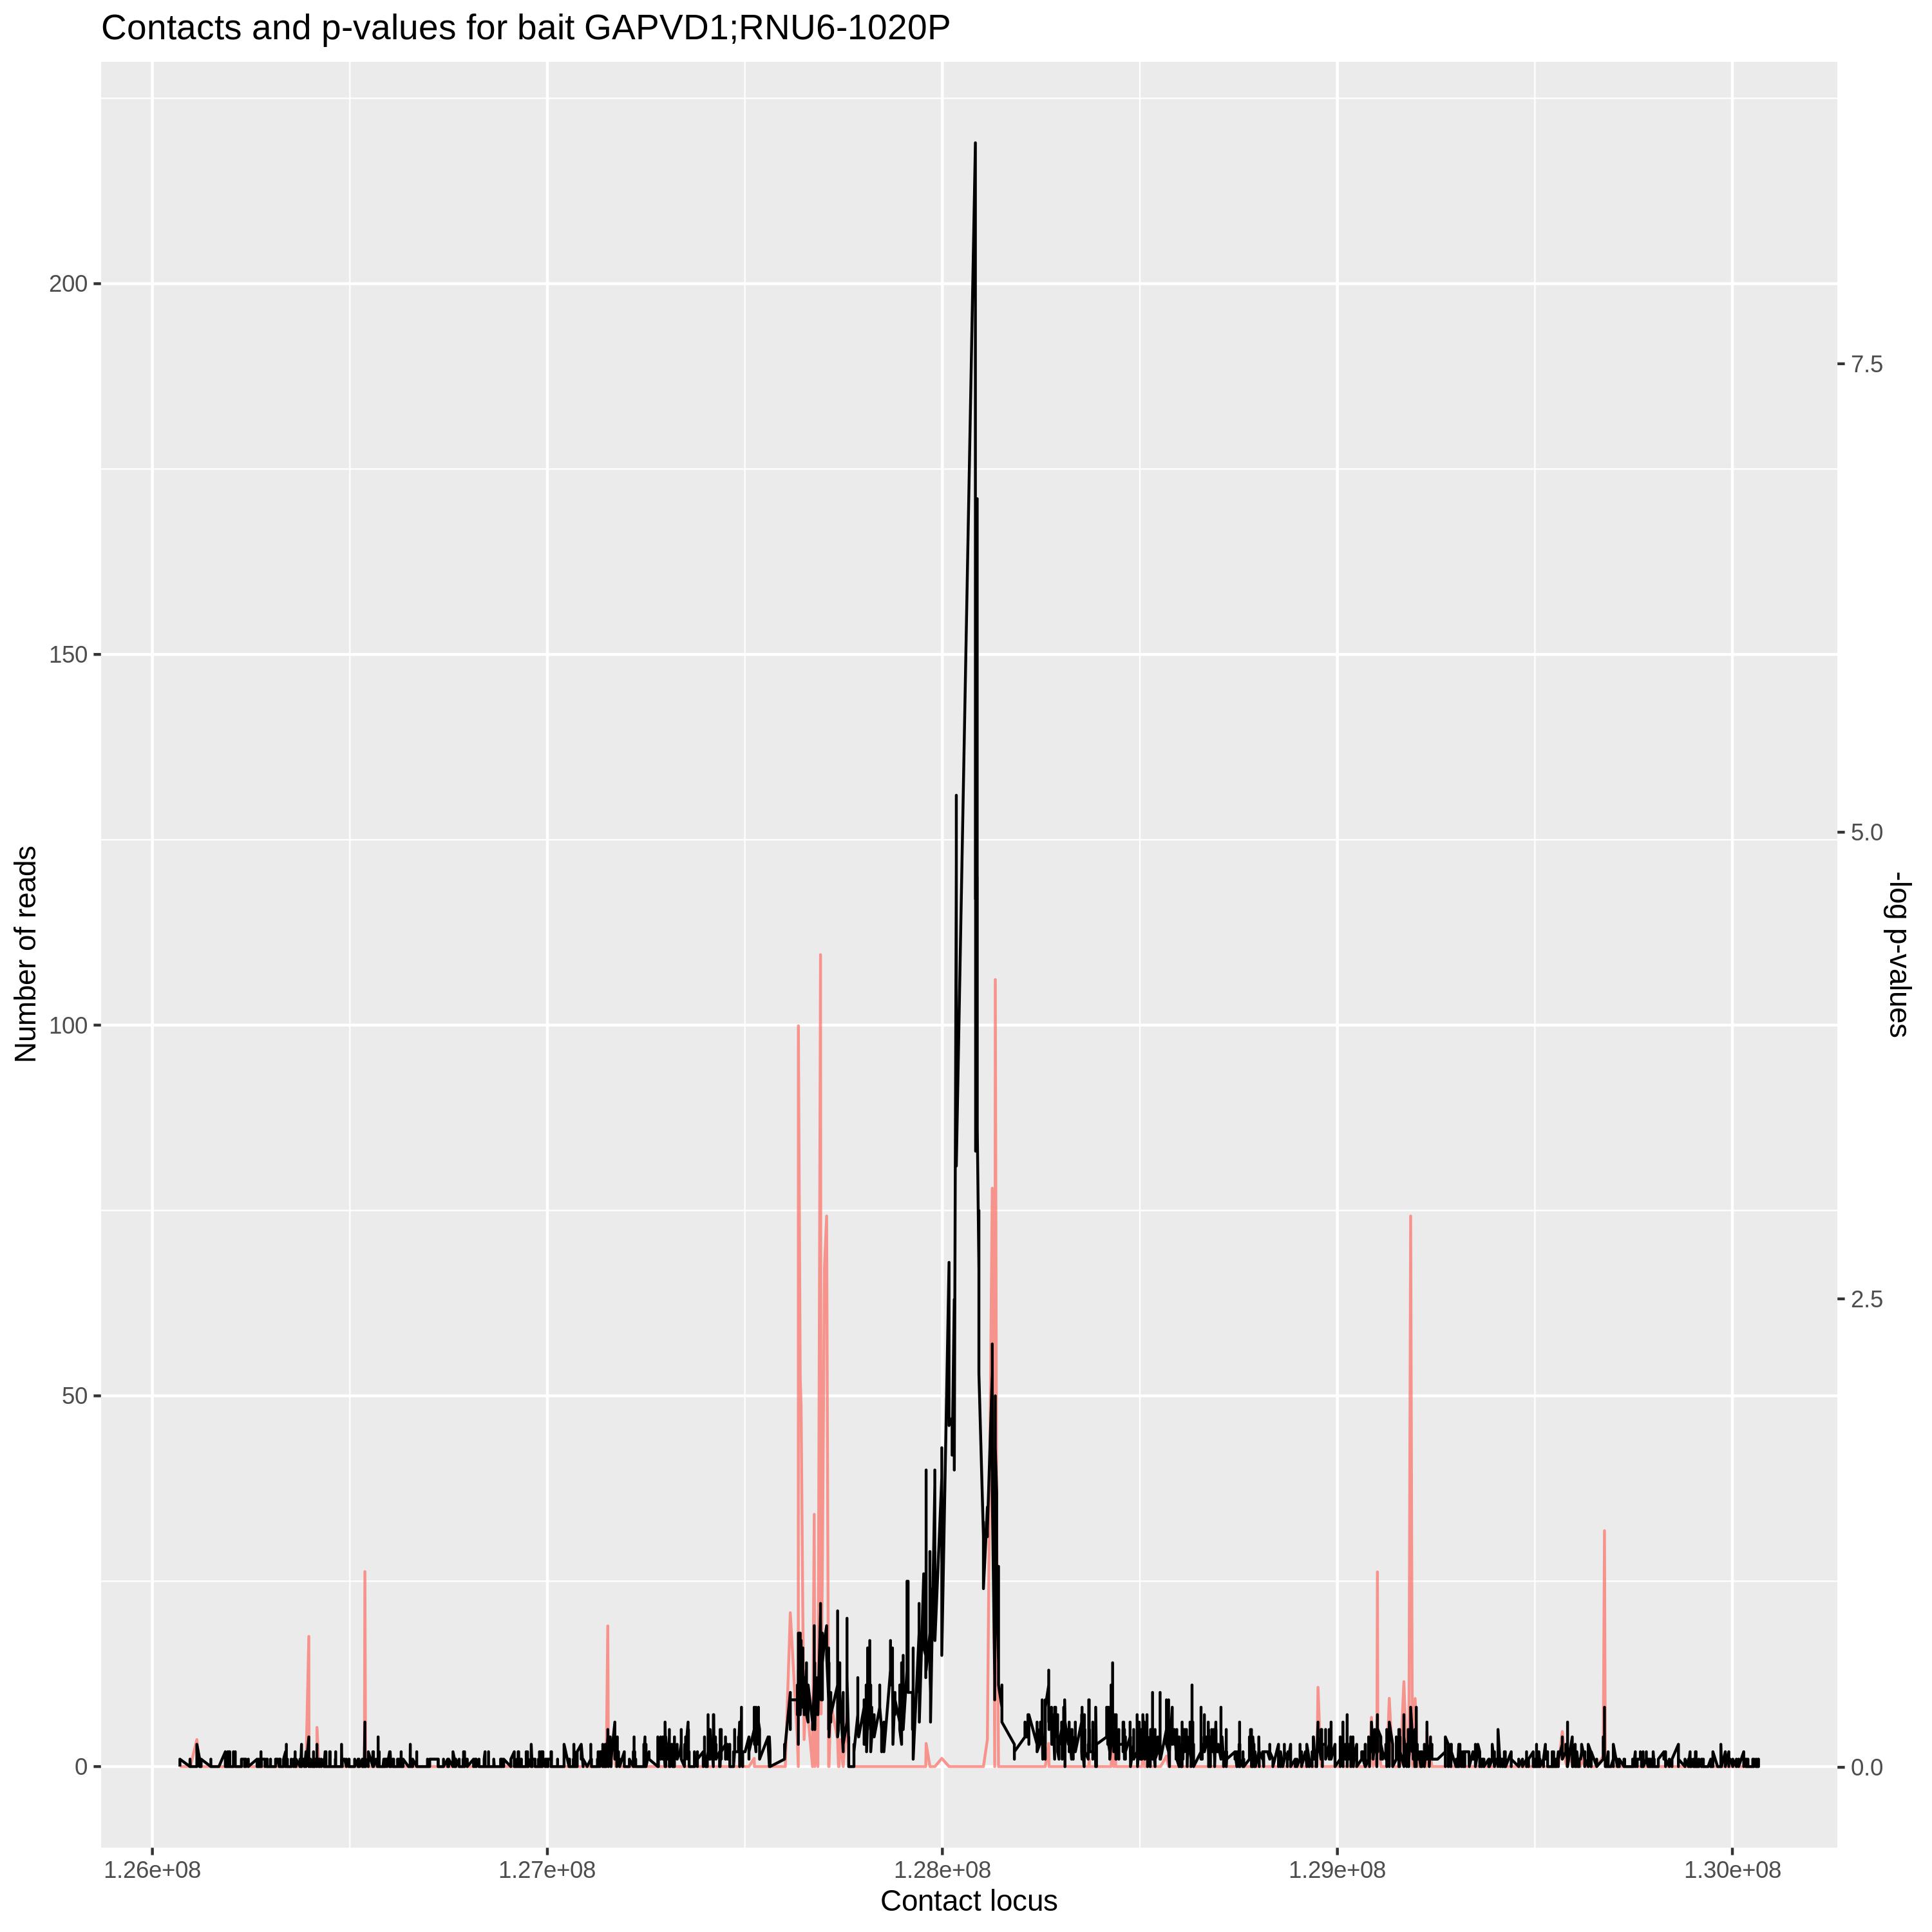 Contacts and p-values for bait GAPVD1;RNU6-1020P
200
150
100
50
0
Number of reads
7.5
5.0
2.5
0.0
-log p-values
1.26e+08
1.27e+08
1.28e+08
1.29e+08
1.30e+08
Contact locus